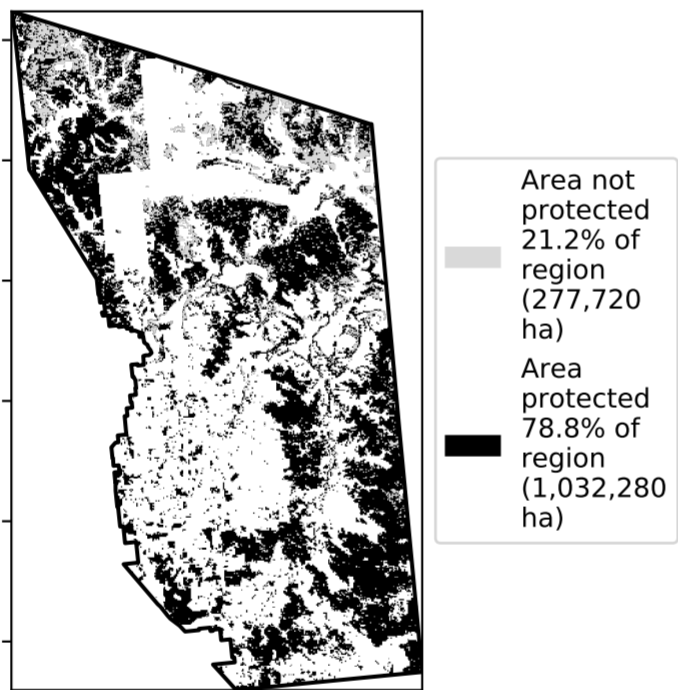 Area not
protected
21.2% of
region
(277,720
ha)
Area
protected
78.8% of
region
(1,032,280
ha)